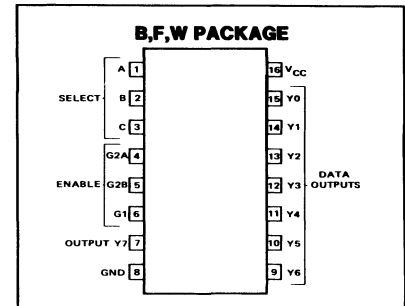 B,F,W PACKAGE
A 1
16 VCC
SELECT
B 2
15 Y0
C 3
14 Y1
G2A 4
13 Y2
ENABLE
G2B 5
12 Y3
DATA
OUTPUTS
G1 6
11 Y4
OUTPUT Y7 7
10 Y5
GND 8
9 Y6